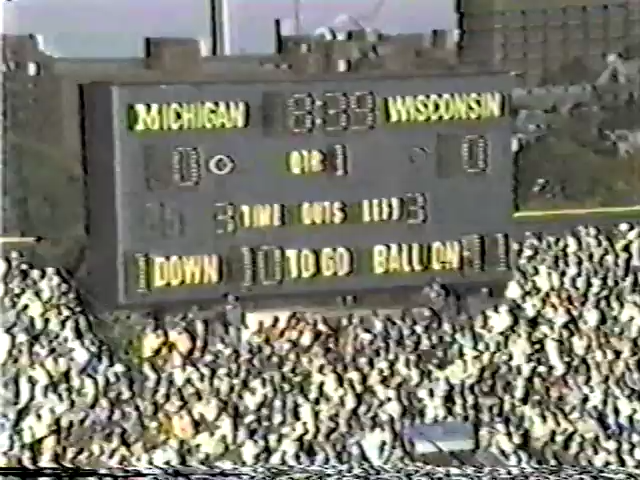 MICHIGAN 8:39 WISCONSIN
0 QTR 1 0
3 TIME OUTS LEFT 3
1 DOWN 10 TO GO BALL ON 11